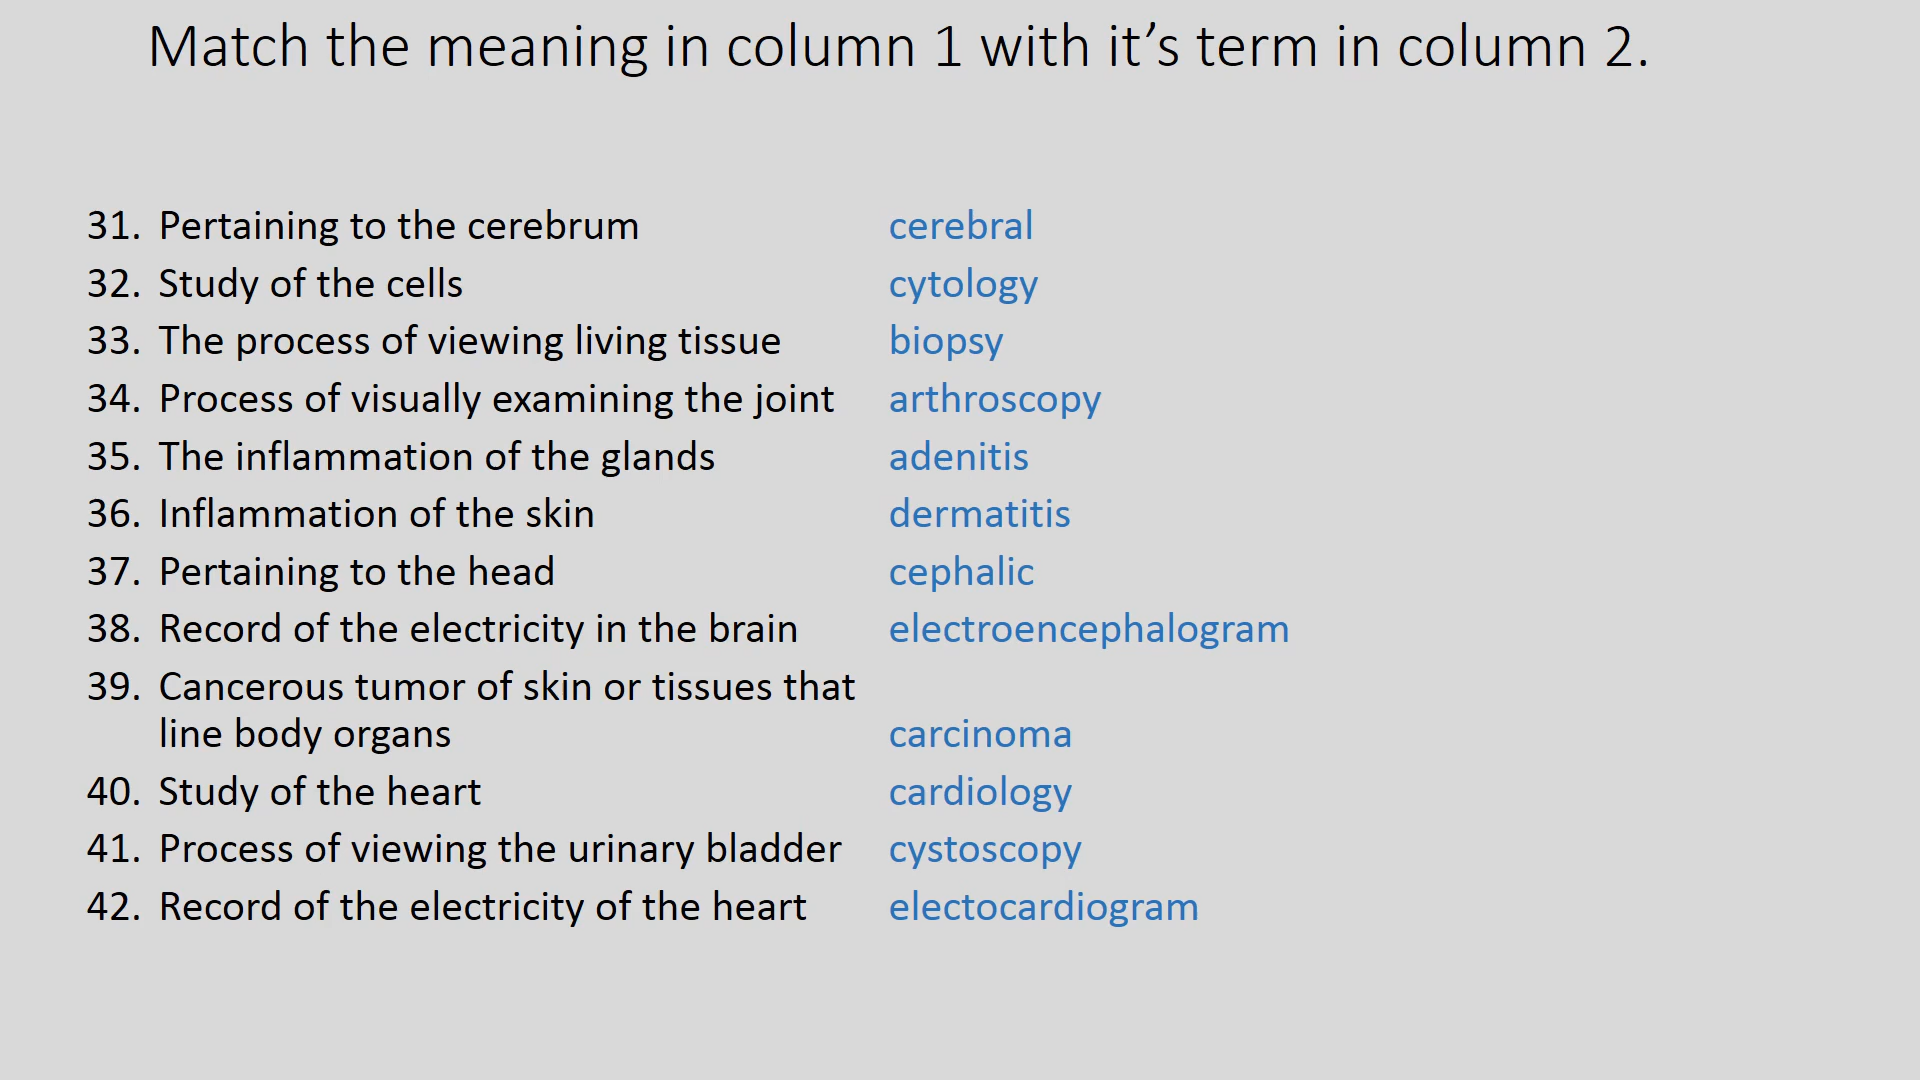 Match the meaning in column 1 with it’s term in column 2.
31. Pertaining to the cerebrum cerebral
32. Study of the cells cytology
33. The process of viewing living tissue biopsy
34. Process of visually examining the joint arthroscopy
35. The inflammation of the glands adenitis
36. Inflammation of the skin dermatitis
37. Pertaining to the head cephalic
38. Record of the electricity in the brain electroencephalogram
39. Cancerous tumor of skin or tissues that
line body organs carcinoma
40. Study of the heart cardiology
41. Process of viewing the urinary bladder cystoscopy
42. Record of the electricity of the heart electocardiogram